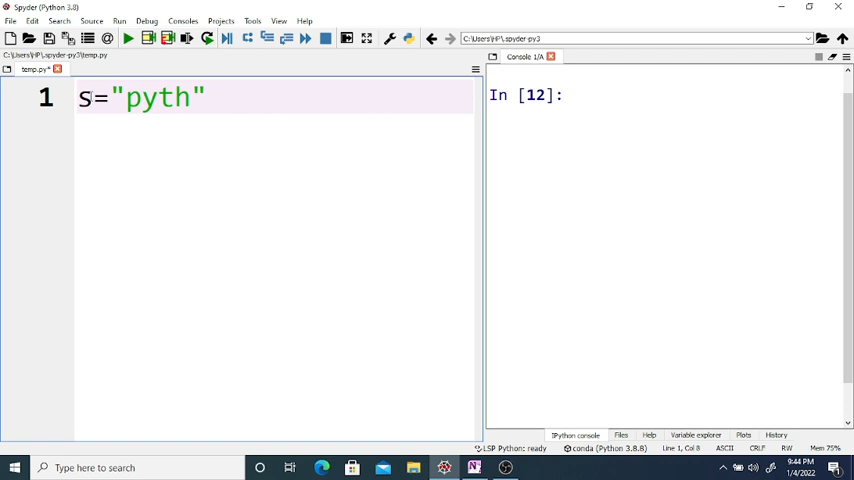 Spyder (Python 3.8)
File Edit Search Source Run Debug Consoles Projects Tools View Help
C:\Users\HP\.spyder-py3
C:\Users\HP\.spyder-py3\temp.py
temp.py*
Console 1/A
1 s="pyth"
In [12]:
IPython console Files Help Variable explorer Plots History
LSP Python: ready conda (Python 3.8.8) Line 1, Col 8 ASCII CRLF RW Mem 75%
Type here to search
9:44 PM
1/4/2022